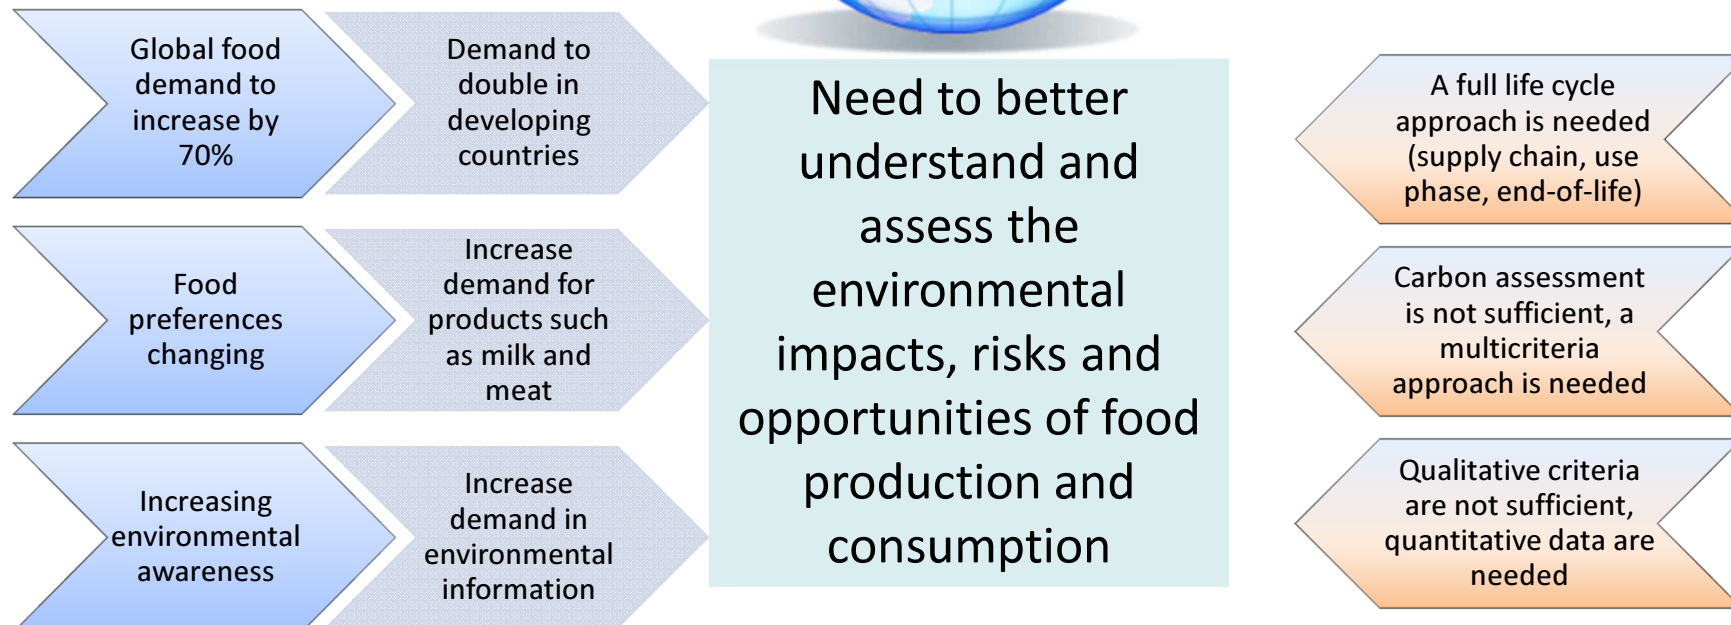 Global food
demand to
increase by
70%
Demand to
double in
developing
countries
Food
preferences
changing
Increase
demand for
products such
as milk and
meat
Increasing
environmental
awareness
Increase
demand in
environmental
information
Need to better
understand and
assess the
environmental
impacts, risks and
opportunities of food
production and
consumption
A full life cycle
approach is needed
(supply chain, use
phase, end-of-life)
Carbon assessment
is not sufficient, a
multicriteria
approach is needed
Qualitative criteria
are not sufficient,
quantitative data are
needed